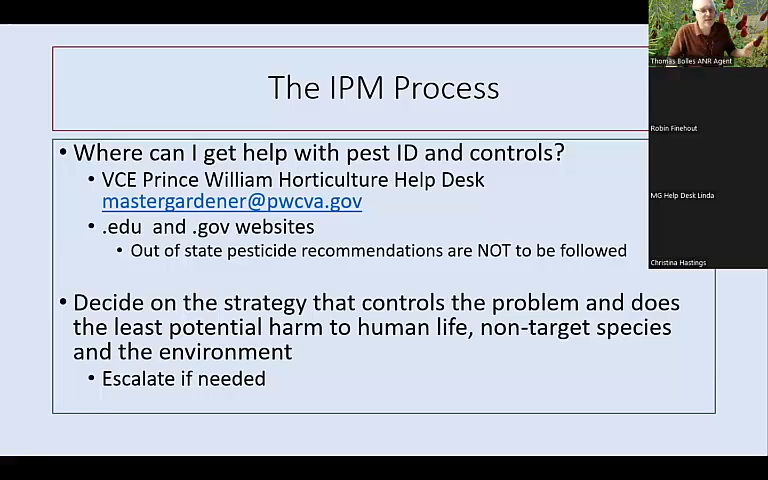 The IPM Process
• Where can I get help with pest ID and controls?
• VCE Prince William Horticulture Help Desk
mastergardener@pwcva.gov
• .edu and .gov websites
• Out of state pesticide recommendations are NOT to be followed
• Decide on the strategy that controls the problem and does
the least potential harm to human life, non-target species
and the environment
• Escalate if needed
Thomas Bolles ANR Agent
Robin Finehout
MG Help Desk Linda
Christina Hastings